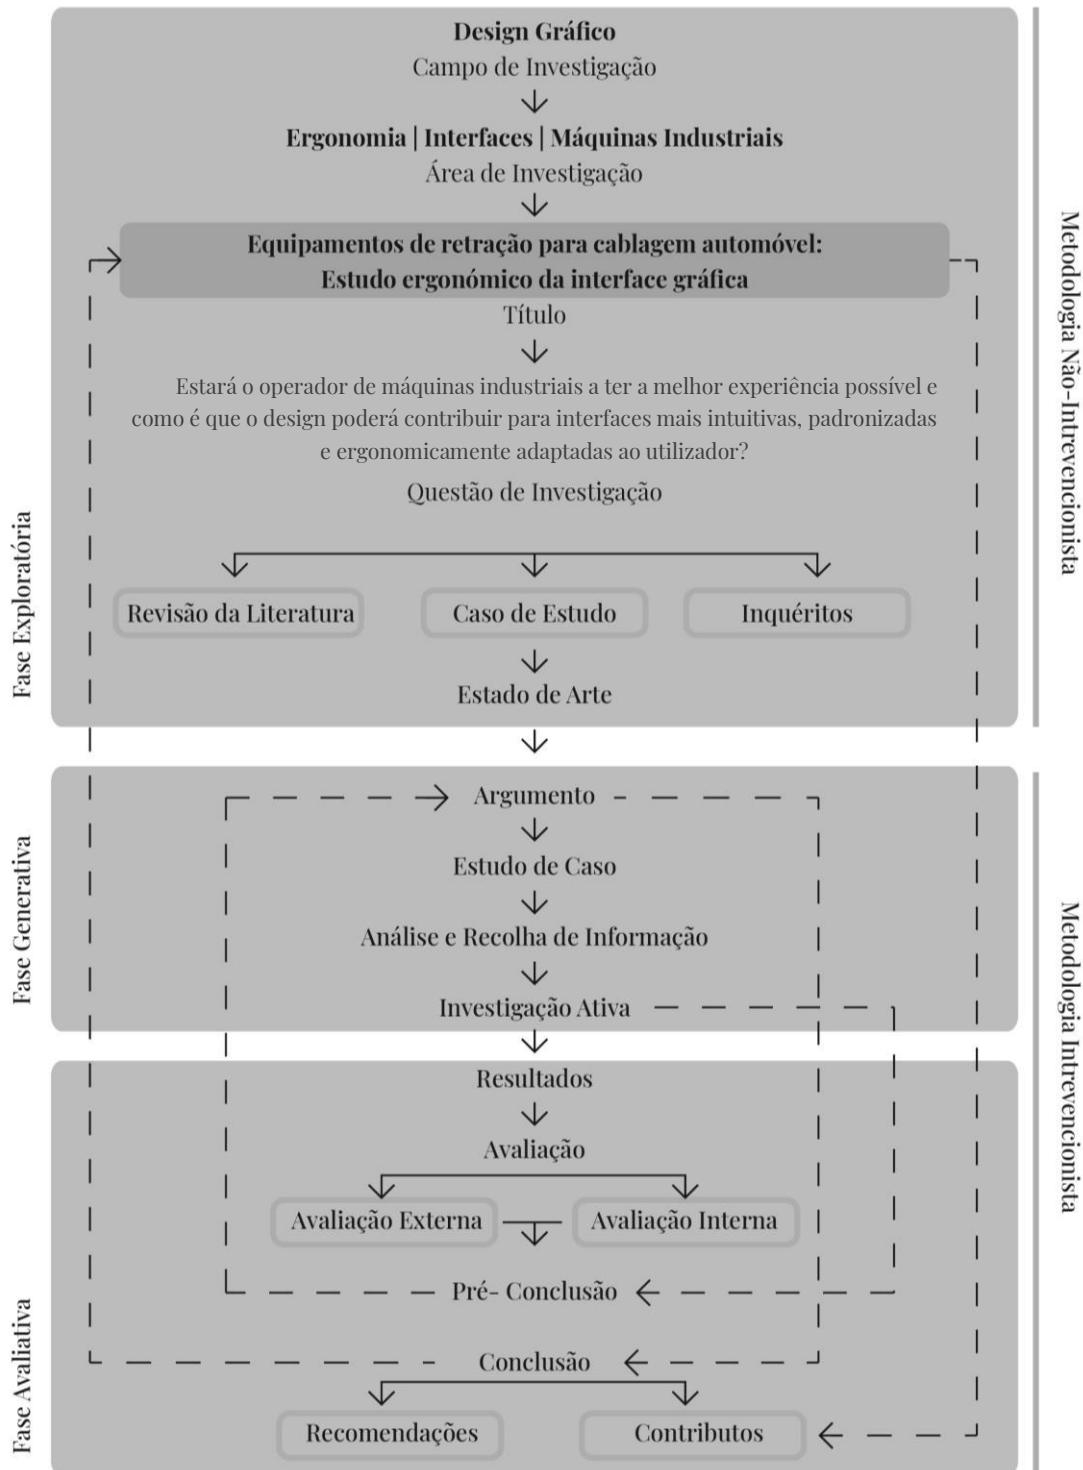 Design Gráfico
Campo de Investigação
Ergonomia | Interfaces | Máquinas Industriais
Área de Investigação
Equipamentos de retração para cablagem automóvel:
Estudo ergonómico da interface gráfica
Título
Estará o operador de máquinas industriais a ter a melhor experiência possível e
como é que o design poderá contribuir para interfaces mais intuitivas, padronizadas
e ergonomicamente adaptadas ao utilizador?
Questão de Investigação
Revisão da Literatura
Caso de Estudo
Inquéritos
Estado de Arte
Fase Exploratória
Metodologia Não-Intrevencionista
Argumento
Estudo de Caso
Análise e Recolha de Informação
Investigação Ativa
Fase Generativa
Metodologia Intrevencionista
Resultados
Avaliação
Avaliação Externa
Avaliação Interna
Pré- Conclusão
Conclusão
Recomendações
Contributos
Fase Avaliativa